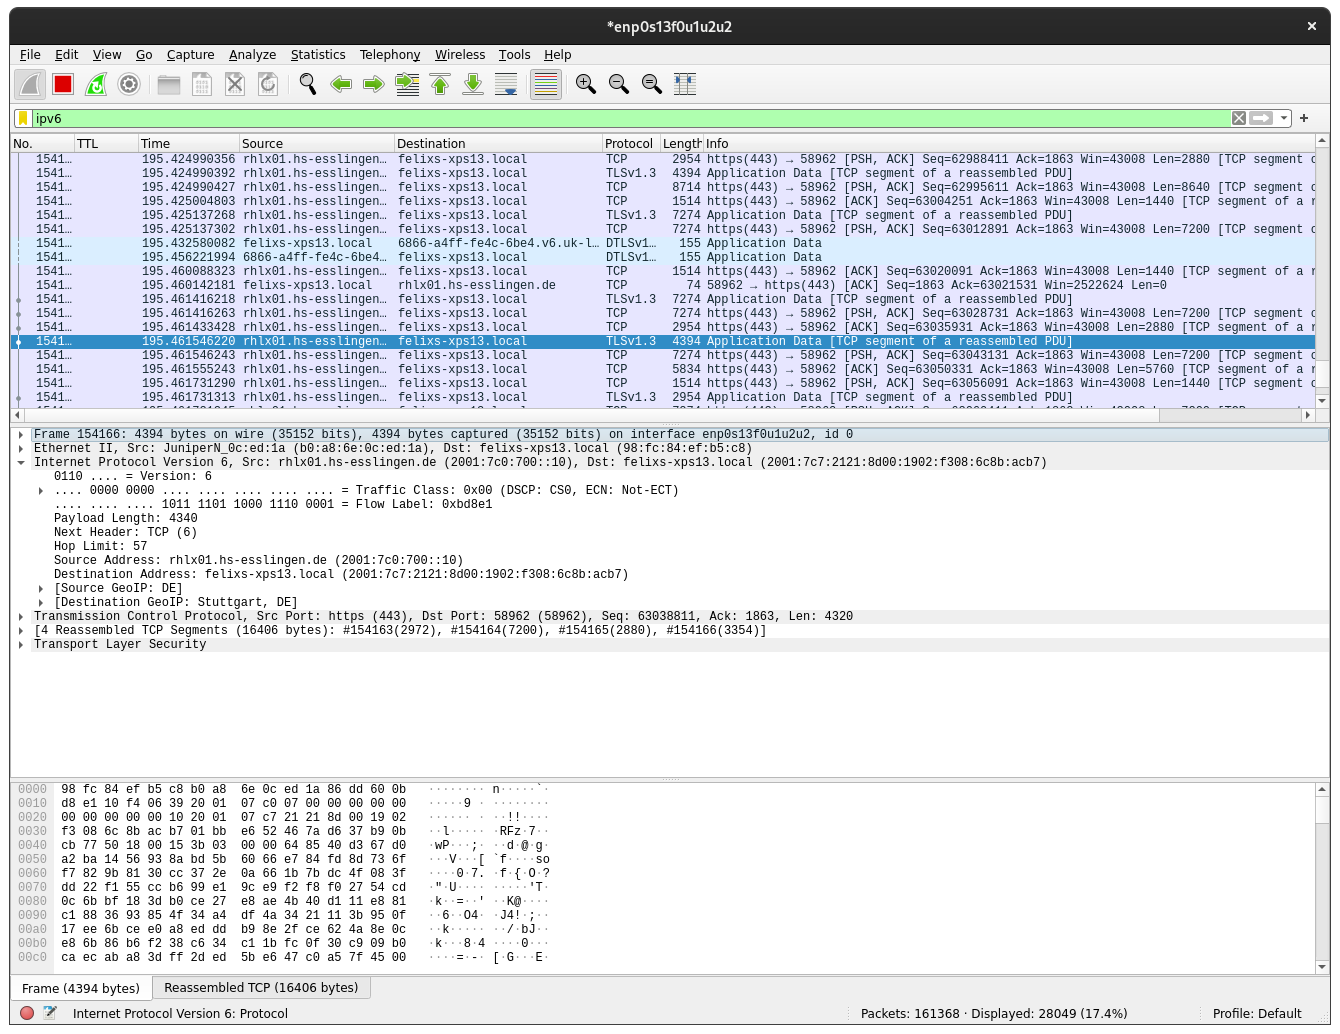 *enp0s13f0u1u2u2
File Edit View Go Capture Analyze Statistics Telephony Wireless Tools Help
ipv6
No. TTL Time Source Destination Protocol Length Info
1541… 195.424990356 rhlx01.hs-esslingen… felixs-xps13.local TCP 2954 https(443) → 58962 [PSH, ACK] Seq=62988411 Ack=1863 Win=43008 Len=2880 [TCP segment
1541… 195.424990392 rhlx01.hs-esslingen… felixs-xps13.local TLSv1.3 4394 Application Data [TCP segment of a reassembled PDU]
1541… 195.424990427 rhlx01.hs-esslingen… felixs-xps13.local TCP 8714 https(443) → 58962 [PSH, ACK] Seq=62995611 Ack=1863 Win=43008 Len=8640 [TCP segment
1541… 195.425004803 rhlx01.hs-esslingen… felixs-xps13.local TCP 1514 https(443) → 58962 [ACK] Seq=63004251 Ack=1863 Win=43008 Len=1440 [TCP segment of a
1541… 195.425137268 rhlx01.hs-esslingen… felixs-xps13.local TLSv1.3 7274 Application Data [TCP segment of a reassembled PDU]
1541… 195.425137302 rhlx01.hs-esslingen… felixs-xps13.local TCP 7274 https(443) → 58962 [PSH, ACK] Seq=63012891 Ack=1863 Win=43008 Len=7200 [TCP segment
1541… 195.432580082 felixs-xps13.local 6866-a4ff-fe4c-6be4.v6.uk-l… DTLSv1… 155 Application Data
1541… 195.456221994 6866-a4ff-fe4c-6be4… felixs-xps13.local DTLSv1… 155 Application Data
1541… 195.460088323 rhlx01.hs-esslingen… felixs-xps13.local TCP 1514 https(443) → 58962 [ACK] Seq=63020091 Ack=1863 Win=43008 Len=1440 [TCP segment of a
1541… 195.460142181 felixs-xps13.local rhlx01.hs-esslingen.de TCP 74 58962 → https(443) [ACK] Seq=1863 Ack=63021531 Win=2522624 Len=0
1541… 195.461416218 rhlx01.hs-esslingen… felixs-xps13.local TLSv1.3 7274 Application Data [TCP segment of a reassembled PDU]
1541… 195.461416263 rhlx01.hs-esslingen… felixs-xps13.local TCP 7274 https(443) → 58962 [PSH, ACK] Seq=63028731 Ack=1863 Win=43008 Len=7200 [TCP segment
1541… 195.461433428 rhlx01.hs-esslingen… felixs-xps13.local TCP 2954 https(443) → 58962 [ACK] Seq=63035931 Ack=1863 Win=43008 Len=2880 [TCP segment of a
1541… 195.461546220 rhlx01.hs-esslingen… felixs-xps13.local TLSv1.3 4394 Application Data [TCP segment of a reassembled PDU]
1541… 195.461546243 rhlx01.hs-esslingen… felixs-xps13.local TCP 7274 https(443) → 58962 [PSH, ACK] Seq=63043131 Ack=1863 Win=43008 Len=7200 [TCP segment
1541… 195.461555243 rhlx01.hs-esslingen… felixs-xps13.local TCP 5834 https(443) → 58962 [PSH, ACK] Seq=63050331 Ack=1863 Win=43008 Len=5760 [TCP segment
1541… 195.461731290 rhlx01.hs-esslingen… felixs-xps13.local TCP 1514 https(443) → 58962 [PSH, ACK] Seq=63056091 Ack=1863 Win=43008 Len=1440 [TCP segment
1541… 195.461731313 rhlx01.hs-esslingen… felixs-xps13.local TLSv1.3 2954 Application Data [TCP segment of a reassembled PDU]
Frame 154166: 4394 bytes on wire (35152 bits), 4394 bytes captured (35152 bits) on interface enp0s13f0u1u2u2, id 0
Ethernet II, Src: JuniperN_0c:ed:1a (b0:a8:6e:0c:ed:1a), Dst: felixs-xps13.local (98:fc:84:ef:b5:c8)
Internet Protocol Version 6, Src: rhlx01.hs-esslingen.de (2001:7c0:700::10), Dst: felixs-xps13.local (2001:7c7:2121:8d00:1902:f308:6c8b:acb7)
0110 .... = Version: 6
.... 0000 0000 .... .... .... .... .... = Traffic Class: 0x00 (DSCP: CS0, ECN: Not-ECT)
.... .... .... 1011 1101 1000 1110 0001 = Flow Label: 0xbd8e1
Payload Length: 4340
Next Header: TCP (6)
Hop Limit: 57
Source Address: rhlx01.hs-esslingen.de (2001:7c0:700::10)
Destination Address: felixs-xps13.local (2001:7c7:2121:8d00:1902:f308:6c8b:acb7)
[Source GeoIP: DE]
[Destination GeoIP: Stuttgart, DE]
Transmission Control Protocol, Src Port: https (443), Dst Port: 58962 (58962), Seq: 63038811, Ack: 1863, Len: 4320
[4 Reassembled TCP Segments (16406 bytes): #154163(2972), #154164(7200), #154165(2880), #154166(3354)]
Transport Layer Security
0000 98 fc 84 ef b5 c8 b0 a8 6e 0c ed 1a 86 dd 60 0b ········ n·····`·
0010 d8 e1 10 f4 06 39 20 01 07 c0 07 00 00 00 00 00 ·····9 · ········
0020 00 00 00 00 00 10 20 01 07 c7 21 21 8d 00 19 02 ······ · ··!!····
0030 f3 08 6c 8b ac b7 01 bb e6 52 46 7a d6 37 b9 0b ··l····· ·RFz·7··
0040 cb 77 50 18 00 15 3b 03 00 00 64 85 40 d3 67 d0 ·wP···;· ··d·@·g·
0050 a2 ba 14 56 93 8a bd 5b 60 66 e7 84 fd 8d 73 6f ···V···[ `f····so
0060 f7 82 9b 81 30 cc 37 2e 0a 66 1b 7b dc 4f 08 3f ····0·7. ·f·{·O·?
0070 dd 22 f1 55 cc b6 99 e1 9c e9 f2 f8 f0 27 54 cd ·"·U···· ·····'T·
0080 0c 6b bf 18 3d b0 ce 27 e8 ae 4b 40 d1 11 e8 81 ·k··=··' ··K@····
0090 c1 88 36 93 85 4f 34 a4 df 4a 34 21 11 3b 95 0f ··6··O4· ·J4!·;··
00a0 17 ee 6b ce e0 a8 ed dd b9 8e 2f ce 62 4a 8e 0c ··k····· ··/·bJ··
00b0 e8 6b 86 b6 f2 38 c6 34 c1 1b fc 0f 30 c9 09 b0 ·k···8·4 ····0···
00c0 ca ec ab a8 3d ff 2d ed 5b e6 47 c0 a5 7f 45 00 ····=·-· [·G···E·
Frame (4394 bytes) Reassembled TCP (16406 bytes)
Internet Protocol Version 6: Protocol Packets: 161368 · Displayed: 28049 (17.4%) Profile: Default